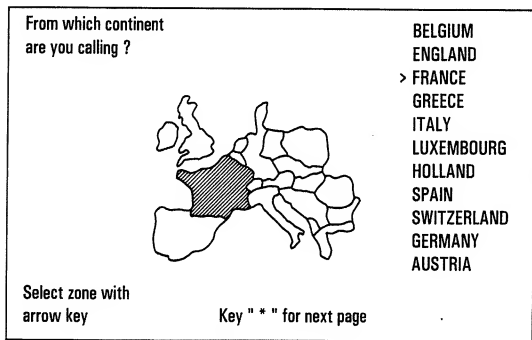 From which continent
are you calling ?
BELGIUM
ENGLAND
> FRANCE
GREECE
ITALY
LUXEMBOURG
HOLLAND
SPAIN
SWITZERLAND
GERMANY
AUSTRIA
Select zone with
arrow key
Key " * " for next page